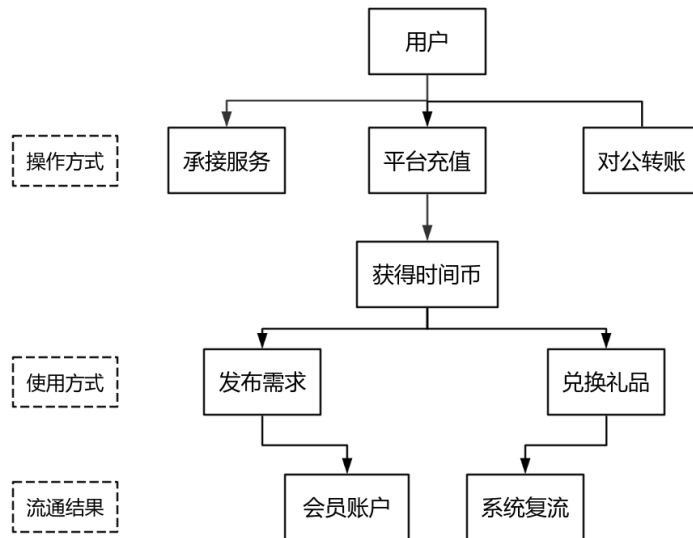 用户
操作方式
承接服务
平台充值
对公转账
获得时间币
使用方式
发布需求
兑换礼品
流通结果
会员账户
系统复流